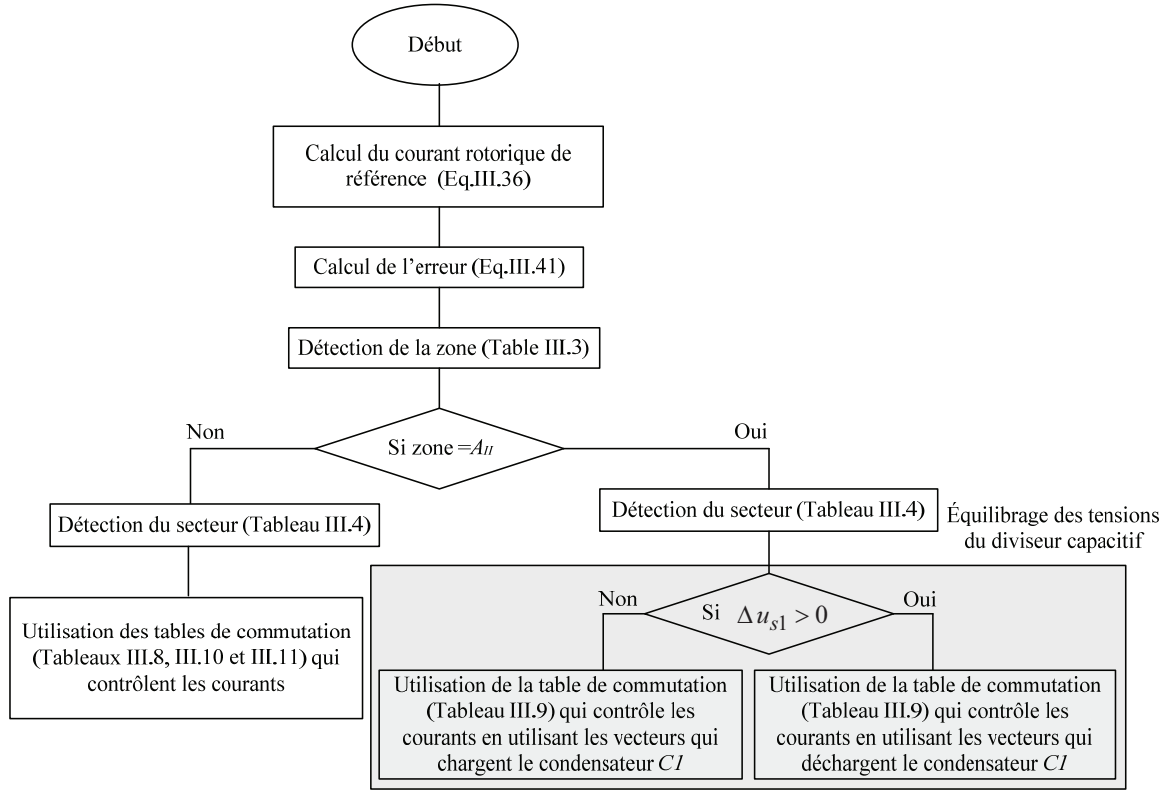 Début
Calcul du courant rotorique de
référence (Eq.III.36)
Calcul de l’erreur (Eq.III.41)
Détection de la zone (Table III.3)
Non
Oui
Si zone =A_II
Détection du secteur (Tableau III.4)
Utilisation des tables de commutation
(Tableaux III.8, III.10 et III.11) qui
contrôlent les courants
Détection du secteur (Tableau III.4)
Équilibrage des tensions
du diviseur capacitif
Non
Oui
Si Δu_s1 > 0
Utilisation de la table de commutation
(Tableau III.9) qui contrôle les
courants en utilisant les vecteurs qui
chargent le condensateur C1
Utilisation de la table de commutation
(Tableau III.9) qui contrôle les
courants en utilisant les vecteurs qui
déchargent le condensateur C1